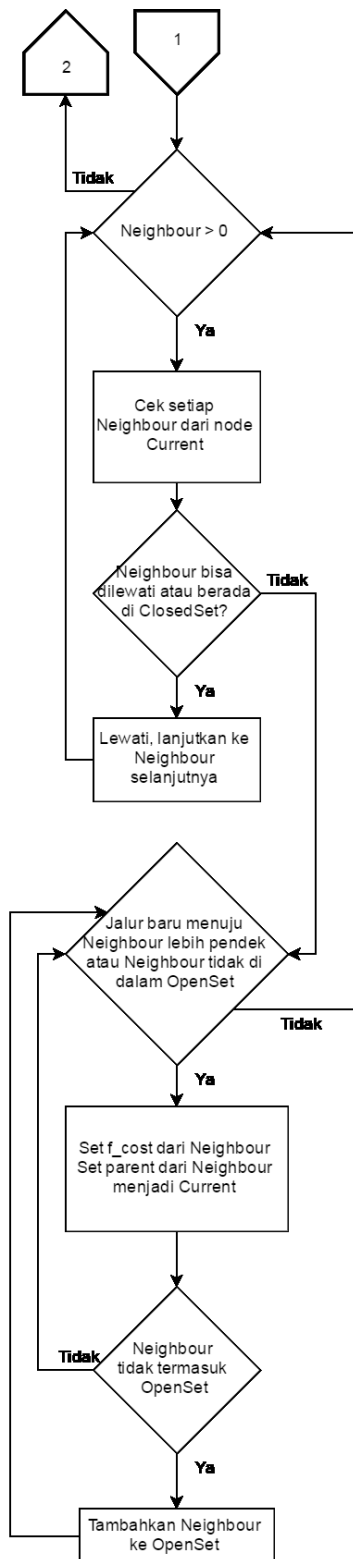 2
1
Tidak
Neighbour > 0
Ya
Cek setiap
Neighbour dari node
Current
Neighbour bisa
dilewati atau berada
di ClosedSet?
Tidak
Ya
Lewati, lanjutkan ke
Neighbour
selanjutnya
Jalur baru menuju
Neighbour lebih pendek
atau Neighbour tidak di
dalam OpenSet
Tidak
Ya
Set f_cost dari Neighbour
Set parent dari Neighbour
menjadi Current
Neighbour
tidak termasuk
OpenSet
Tidak
Ya
Tambahkan Neighbour
ke OpenSet